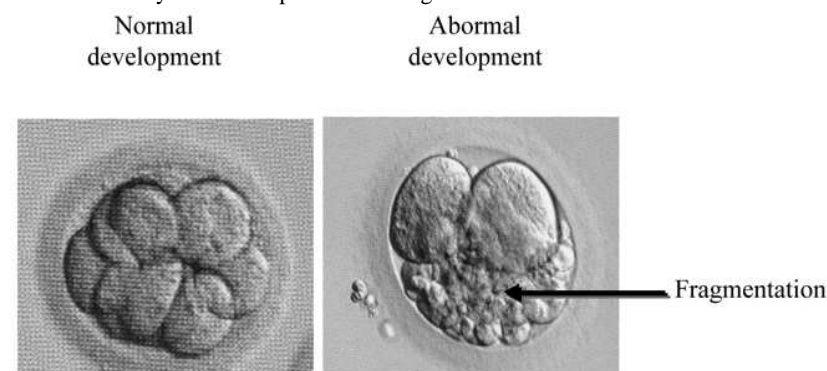 Normal
development
Abormal
development
Fragmentation